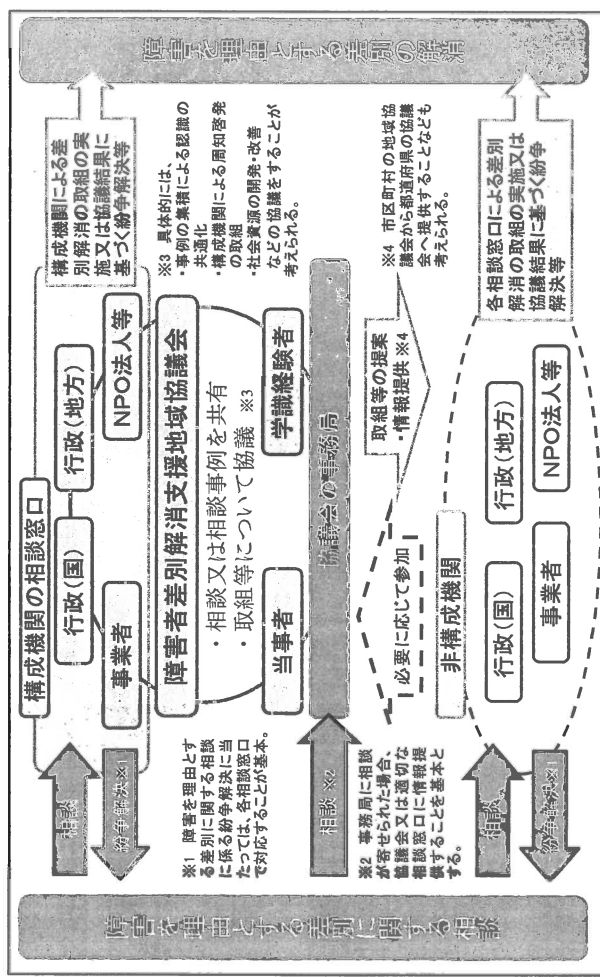 障害を理由とする差別に関する相談
相談
紛争解決※1
※1 障害を理由とす
る差別に関する相談
に係る紛争解決に当
たっては、各相談窓口
で対応することが基本。
相談 ※2
※2 事務局に相談
が寄せられた場合、
協議会又は適切な
相談窓口に情報提
供することを基本と
する。
相談
紛争解決※1
構成機関の相談窓口
行政(国)
行政(地方)
事業者
NPO法人等
障害者差別解消支援地域協議会
・相談又は相談事例を共有
・取組等について協議 ※3
当事者
学識経験者
協議会の事務局
必要に応じて参加
取組等の提案
・情報提供 ※4
非構成機関
行政(国)
行政(地方)
事業者
NPO法人等
構成機関による差
別解消の取組の実
施又は協議結果に
基づく紛争解決等
※3 具体的には、
・事例の集積による認識の
共通化
・構成機関による周知啓発
の取組
・社会資源の開発・改善
などの協議をすることが
考えられる。
※4 市区町村の地域協
議会から都道府県の協議
会へ提供することなども
考えられる。
各相談窓口による差別
解消の取組の実施又は
協議結果に基づく紛争
解決等
障害を理由とする差別の解消